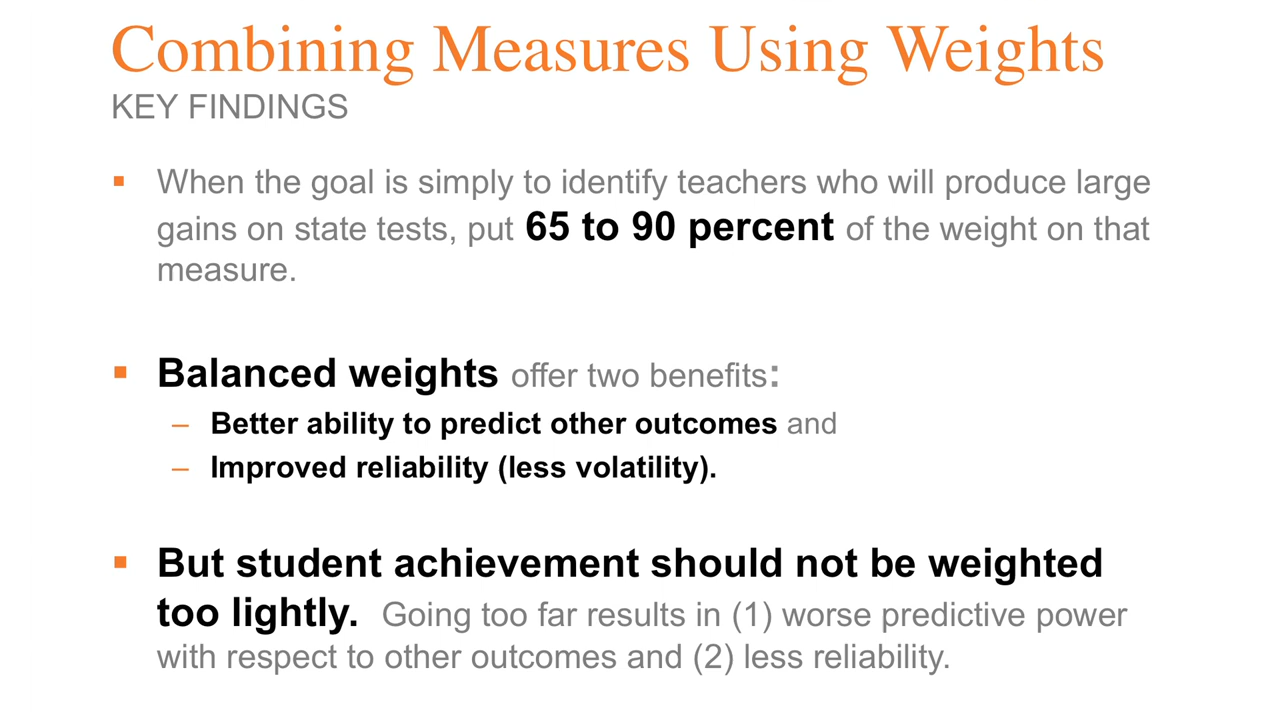 Combining Measures Using Weights
KEY FINDINGS
▪ When the goal is simply to identify teachers who will produce large
gains on state tests, put 65 to 90 percent of the weight on that
measure.
▪ Balanced weights offer two benefits:
– Better ability to predict other outcomes and
– Improved reliability (less volatility).
▪ But student achievement should not be weighted
too lightly. Going too far results in (1) worse predictive power
with respect to other outcomes and (2) less reliability.